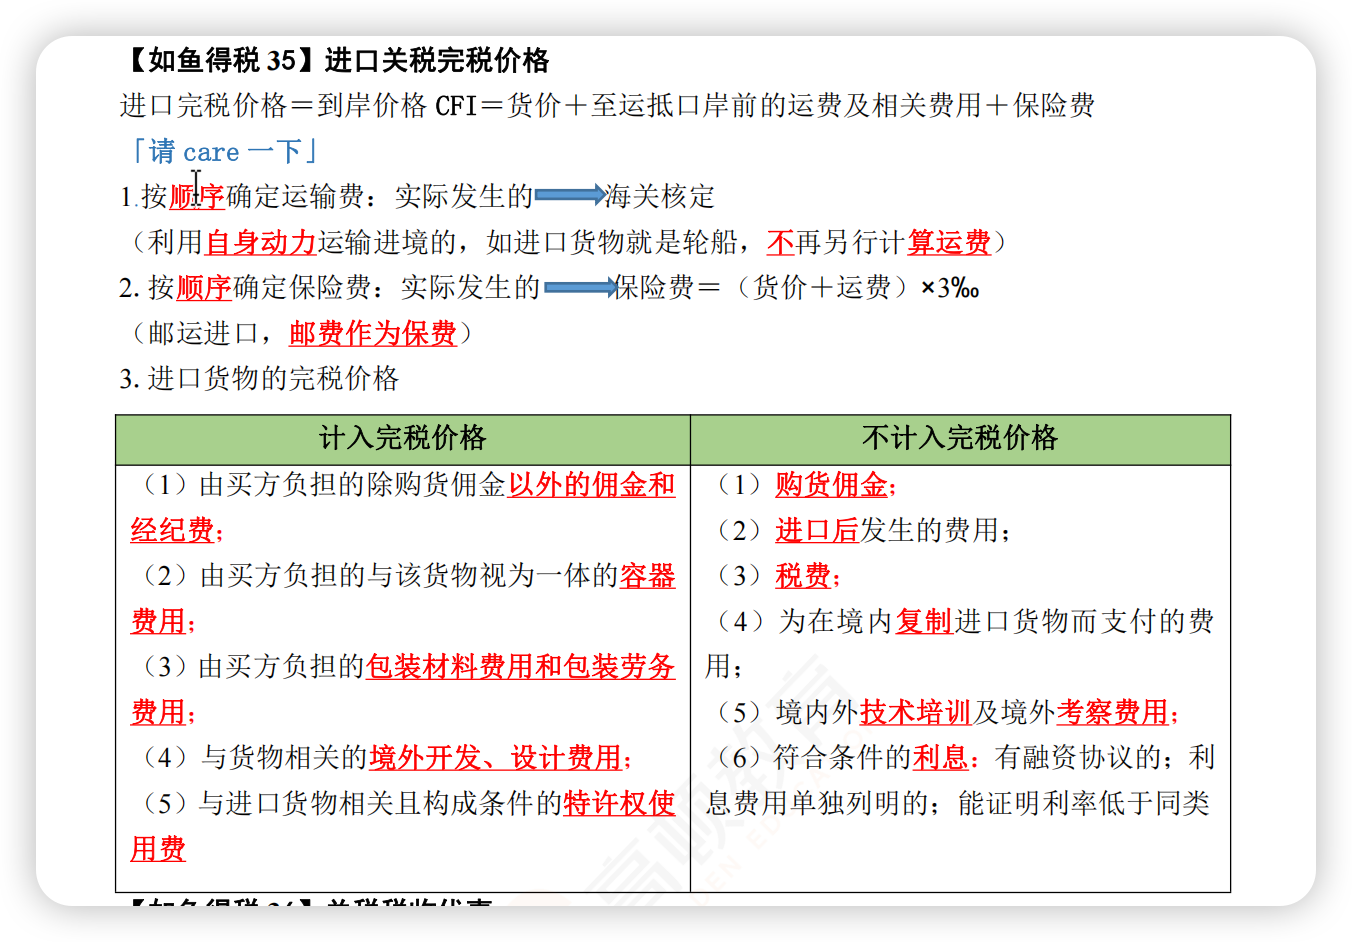 【如鱼得税 35】进口关税完税价格
进口完税价格＝到岸价格 CFI＝货价＋至运抵口岸前的运费及相关费用＋保险费
「请 care 一下」
1.按顺序确定运输费：实际发生的 海关核定
（利用自身动力运输进境的，如进口货物就是轮船，不再另行计算运费）
2. 按顺序确定保险费：实际发生的 保险费＝（货价＋运费）×3‰
（邮运进口，邮费作为保费）
3. 进口货物的完税价格
计入完税价格
（1）由买方负担的除购货佣金以外的佣金和
经纪费；
（2）由买方负担的与该货物视为一体的容器
费用；
（3）由买方负担的包装材料费用和包装劳务
费用；
（4）与货物相关的境外开发、设计费用；
（5）与进口货物相关且构成条件的特许权使
用费
不计入完税价格
（1）购货佣金；
（2）进口后发生的费用；
（3）税费；
（4）为在境内复制进口货物而支付的费
用；
（5）境内外技术培训及境外考察费用；
（6）符合条件的利息：有融资协议的；利
息费用单独列明的；能证明利率低于同类
高顿教育
【如鱼得税 36】关税税收优惠